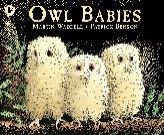 OWL BABIES
MARTIN WADDELL • PATRICK BENSON